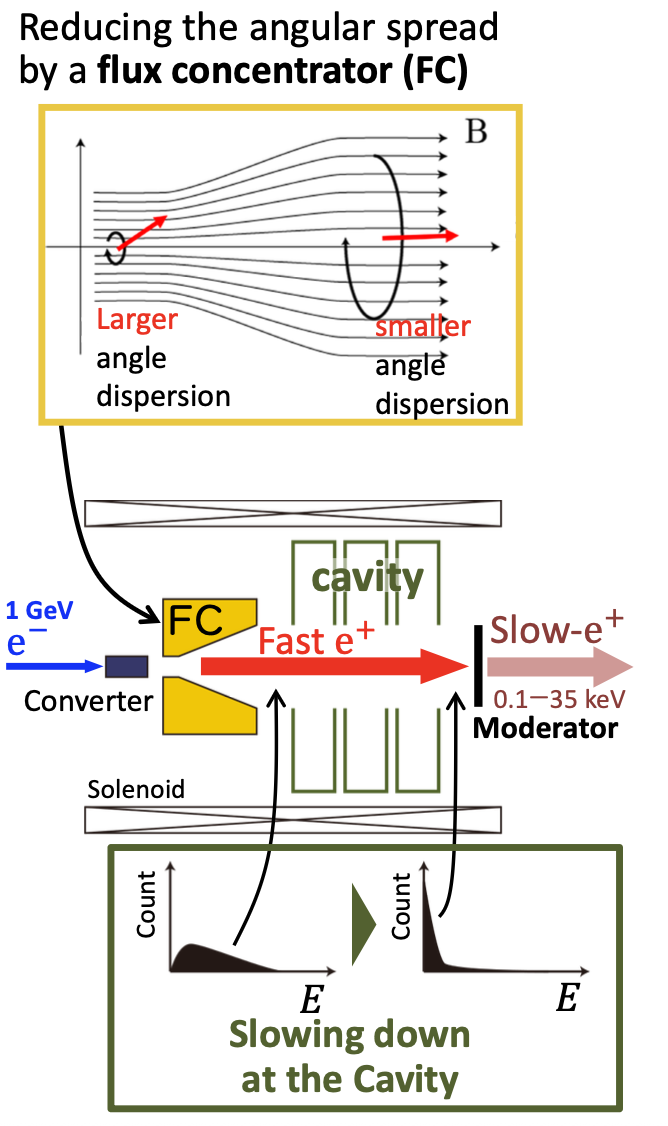 Reducing the angular spread
by a flux concentrator (FC)
B
Larger
angle
dispersion
smaller
angle
dispersion
cavity
1 GeV
e⁻
FC
Fast e⁺
Slow-e⁺
Converter
0.1−35 keV
Moderator
Solenoid
Count
E
Count
E
Slowing down
at the Cavity